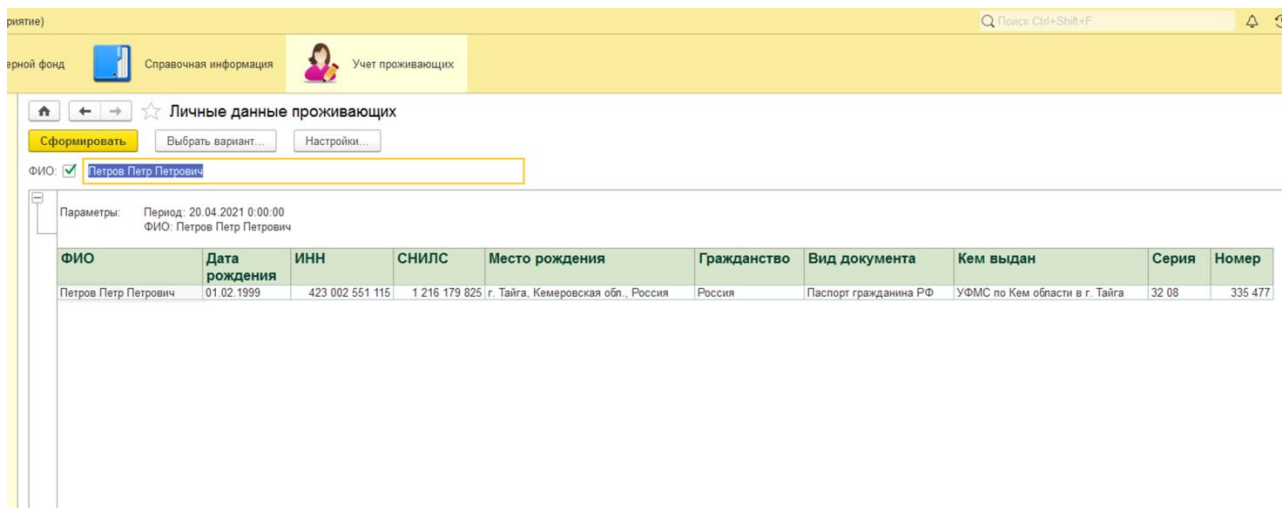 риятие)
Поиск Ctrl+Shift+F
ерной фонд
Справочная информация
Учет проживающих
Личные данные проживающих
Сформировать
Выбрать вариант...
Настройки...
ФИО:
Петров Петр Петрович
Параметры:
Период: 20.04.2021 0:00:00
ФИО: Петров Петр Петрович
ФИО Дата рождения ИНН СНИЛС Место рождения Гражданство Вид документа Кем выдан Серия Номер
Петров Петр Петрович 01.02.1999 423 002 551 115 1 216 179 825 г. Тайга, Кемеровская обл., Россия Россия Паспорт гражданина РФ УФМС по Кем области в г. Тайга 32 08 335 477